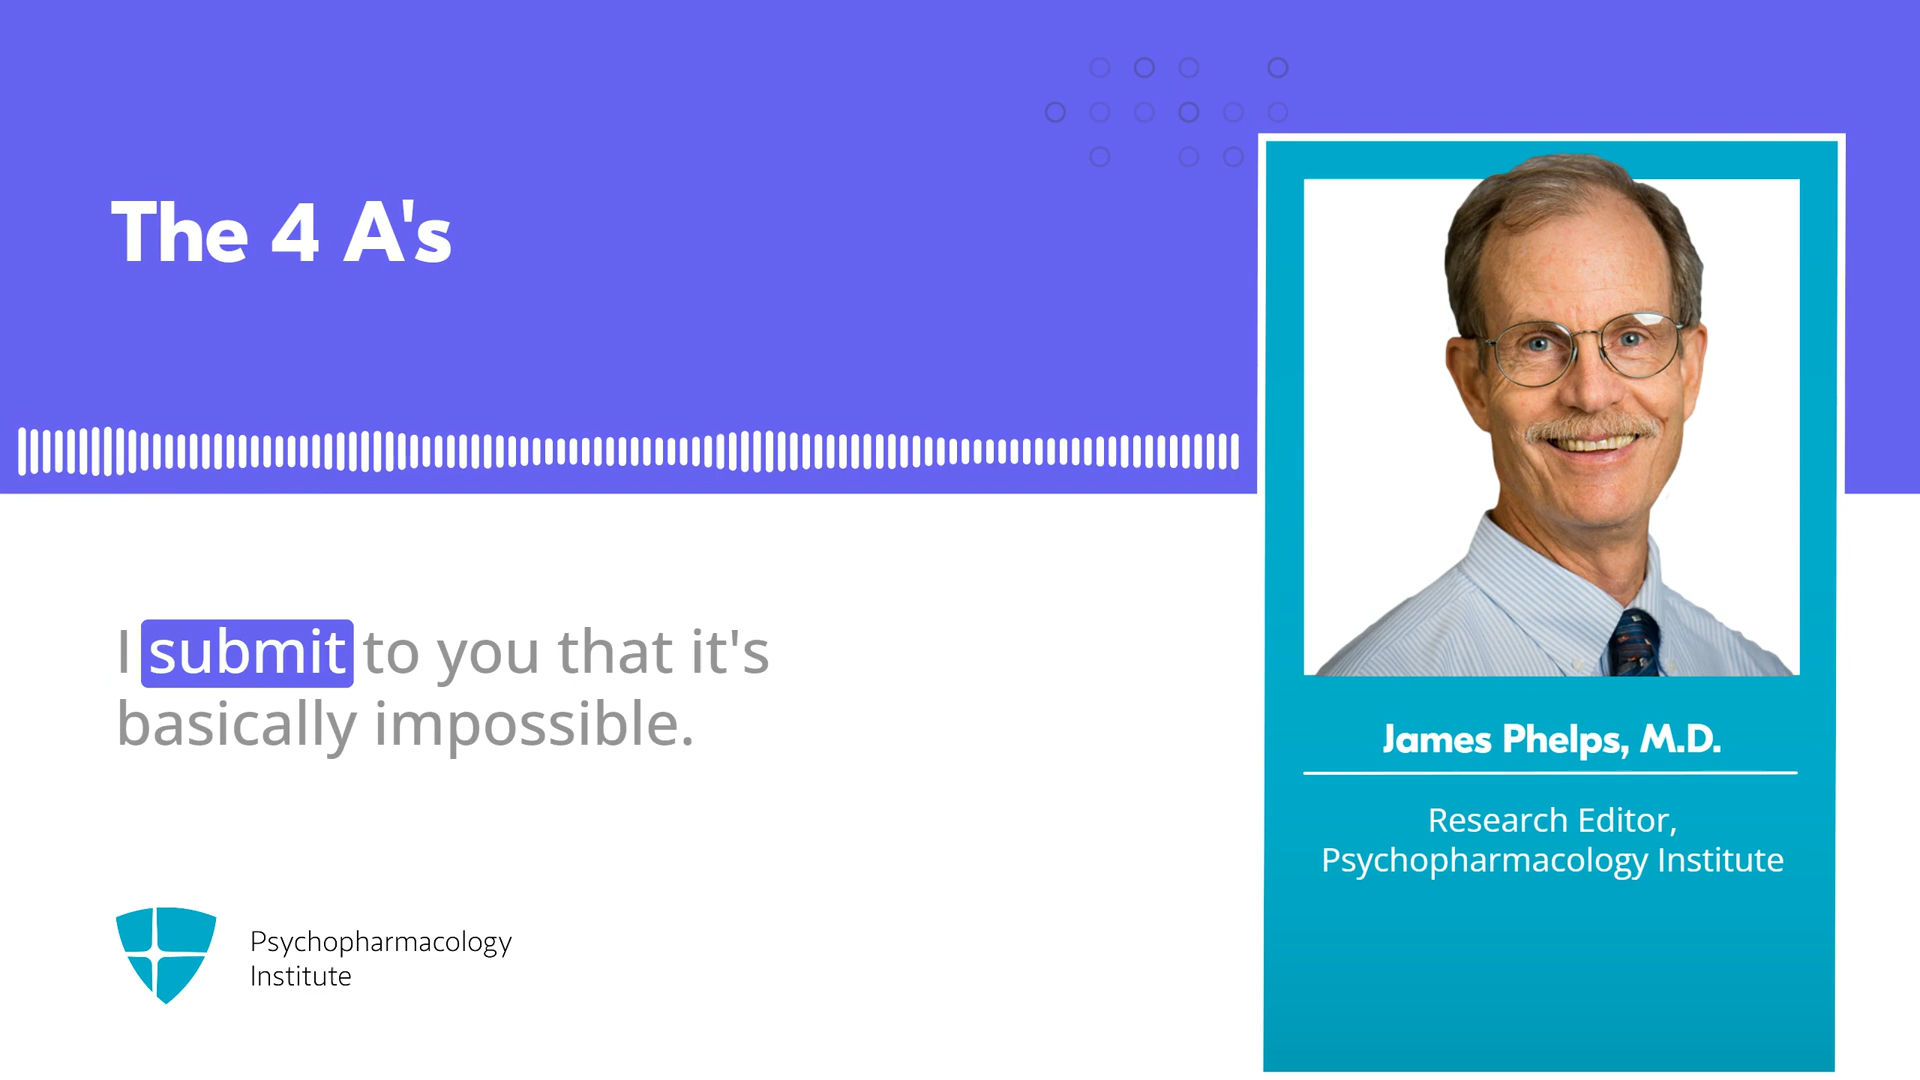 The 4 A's
I submit to you that it's
basically impossible.
Psychopharmacology
Institute
James Phelps, M.D.
Research Editor,
Psychopharmacology Institute